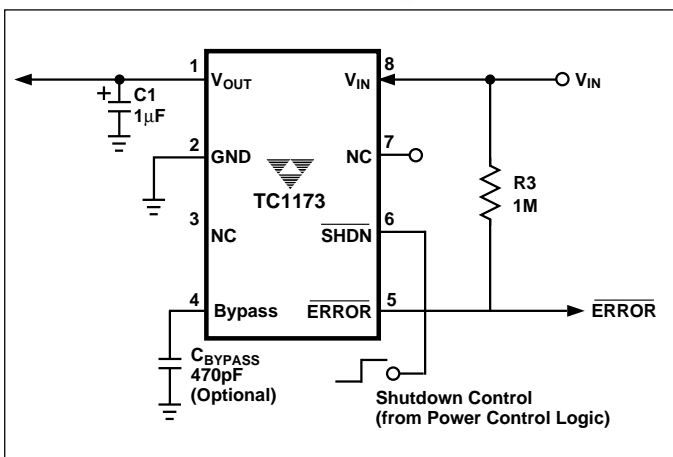 1
8
VOUT
VIN
VIN
+
C1
1µF
2
7
GND
NC
R3
1M
TC1173
3
6
NC
SHDN
4
5
Bypass
ERROR
ERROR
CBYPASS
470pF
(Optional)
Shutdown Control
(from Power Control Logic)